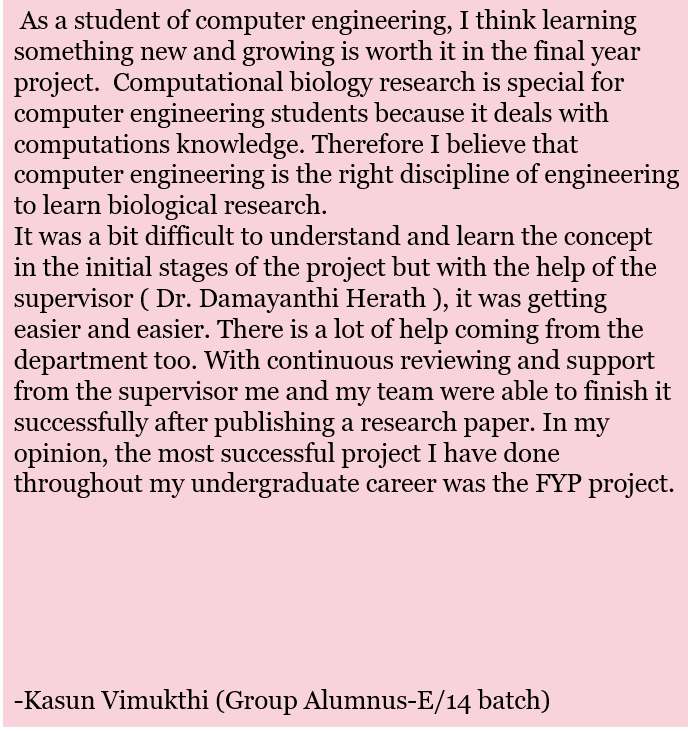 As a student of computer engineering, I think learning
something new and growing is worth it in the final year
project.  Computational biology research is special for
computer engineering students because it deals with
computations knowledge. Therefore I believe that
computer engineering is the right discipline of engineering
to learn biological research.
It was a bit difficult to understand and learn the concept
in the initial stages of the project but with the help of the
supervisor ( Dr. Damayanthi Herath ), it was getting
easier and easier. There is a lot of help coming from the
department too. With continuous reviewing and support
from the supervisor me and my team were able to finish it
successfully after publishing a research paper. In my
opinion, the most successful project I have done
throughout my undergraduate career was the FYP project.
-Kasun Vimukthi (Group Alumnus-E/14 batch)